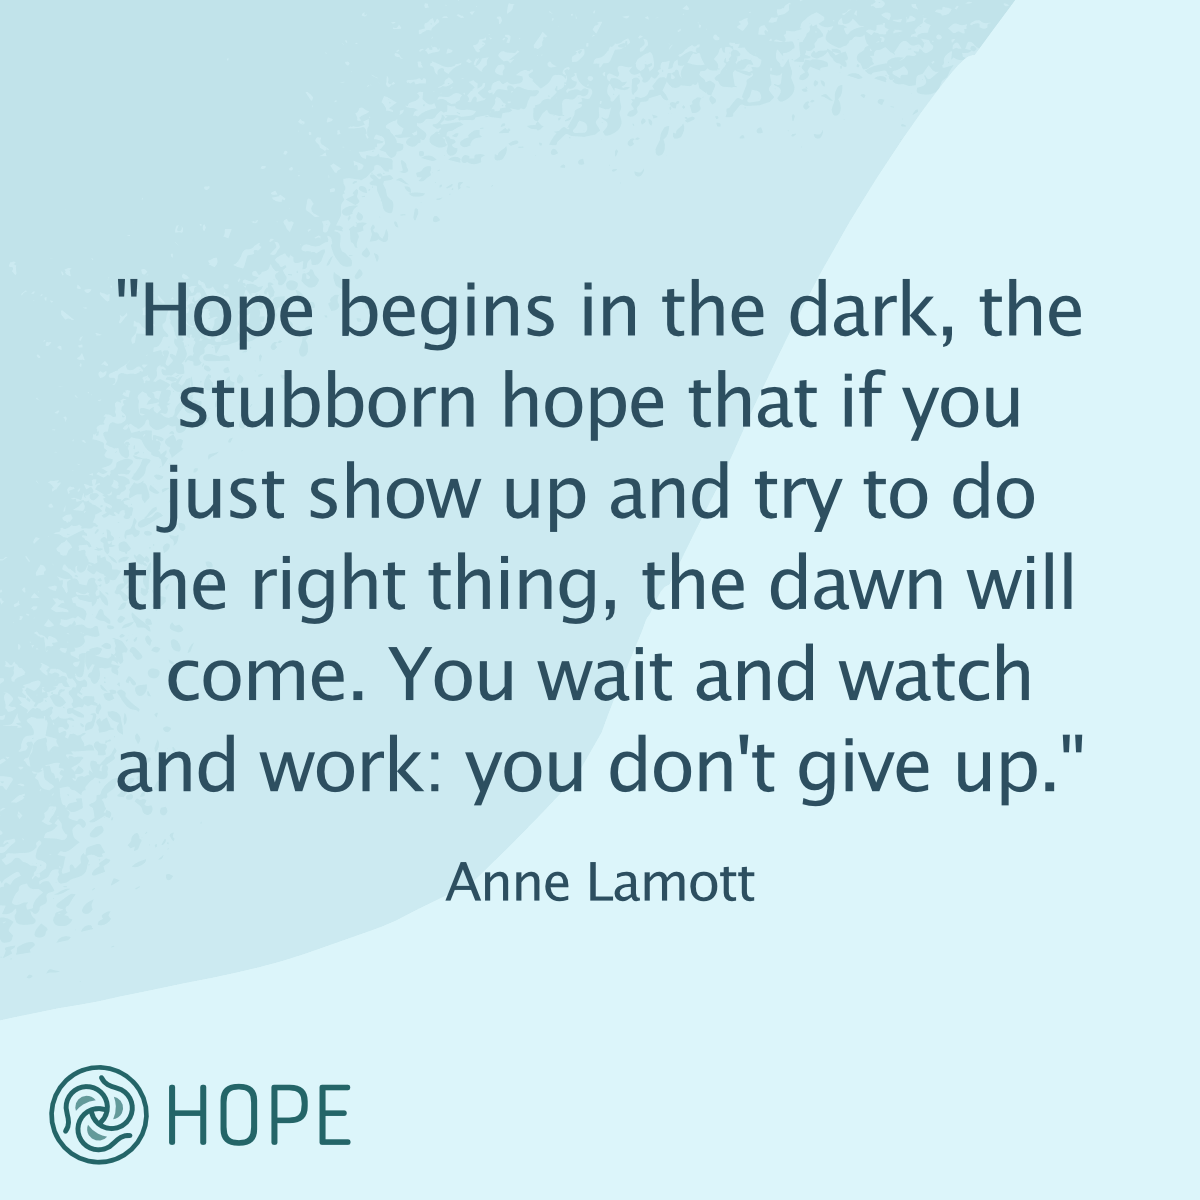 "Hope begins in the dark, the
stubborn hope that if you
just show up and try to do
the right thing, the dawn will
come. You wait and watch
and work: you don't give up."
Anne Lamott
HOPE